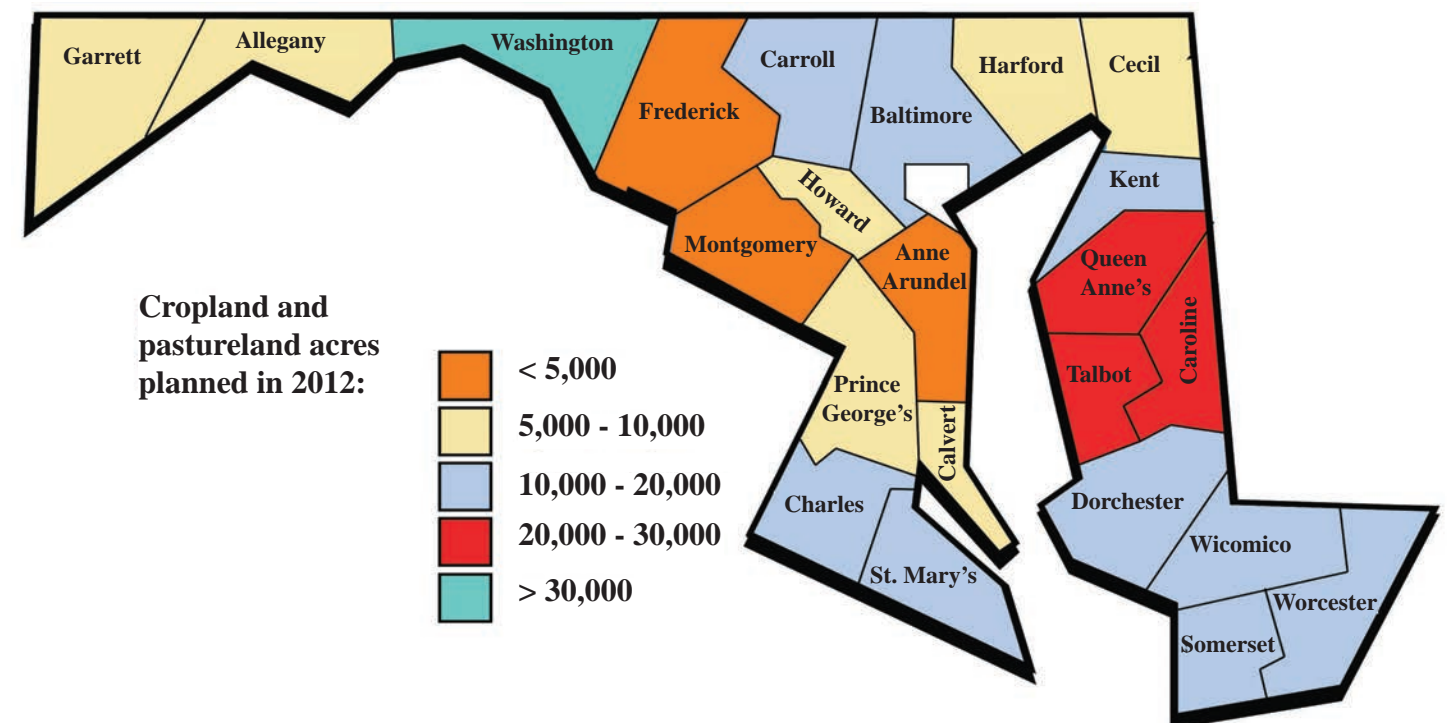 Garrett
Allegany
Washington
Frederick
Carroll
Baltimore
Harford
Cecil
Kent
Howard
Montgomery
Anne
Arundel
Queen
Anne's
Caroline
Talbot
Prince
George's
Calvert
Charles
St. Mary's
Dorchester
Wicomico
Worcester
Somerset
Cropland and
pastureland acres
planned in 2012:
< 5,000
5,000 - 10,000
10,000 - 20,000
20,000 - 30,000
> 30,000